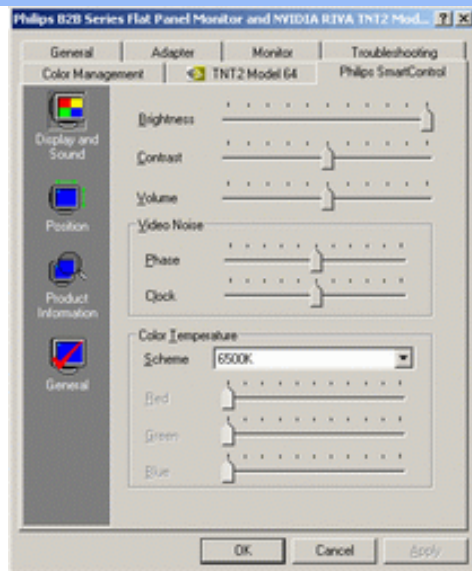 Philips B2B Series Flat Panel Monitor and NVIDIA RIVA TNT2 Mod...
General Adapter Monitor Troubleshooting
Color Management TNT2 Model 64 Philips SmartControl
Display and
Sound
Position
Product
Information
General
Brightness
Contrast
Volume
Video Noise
Phase
Clock
Color Temperature
Scheme 6500K
Red
Green
Blue
OK Cancel Apply